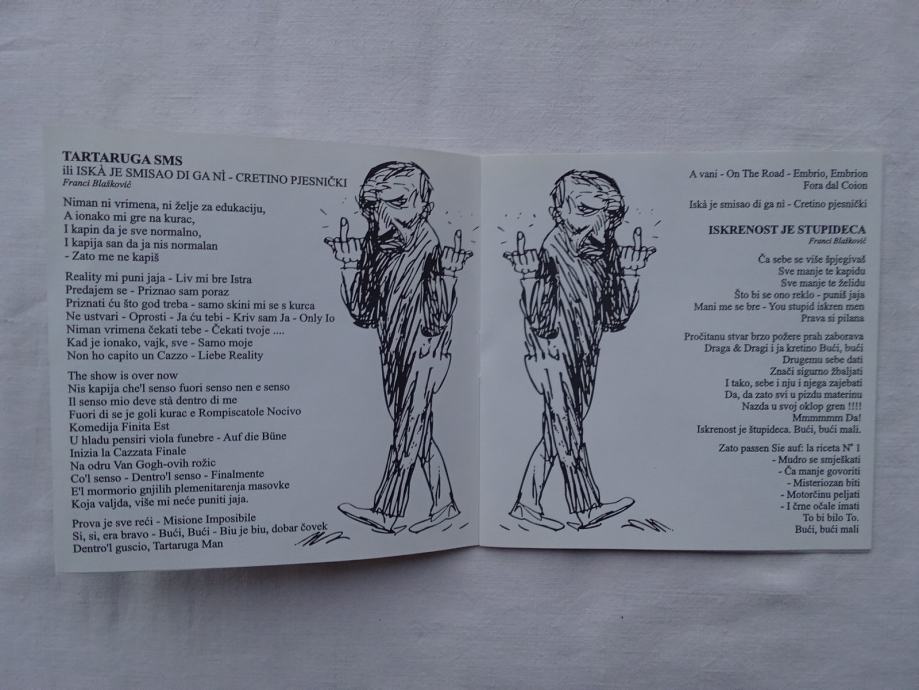 TARTARUGA SMS
ili ISKÀ JE SMISAO DI GA NÌ - CRETINO PJESNIČKI
Franci Blašković
Niman ni vrimena, ni želje za edukaciju,
A ionako mi gre na kurac,
I kapin da je sve normalno,
I kapija san da ja nis normalan
- Zato me ne kapiš
Reality mi puni jaja - Liv mi bre Istra
Predajem se - Priznao sam poraz
Priznati ću što god treba - samo skini mi se s kurca
Ne ustvari - Oprosti - Ja ću tebi - Kriv sam Ja - Only Io
Niman vrimena čekati tebe - Čekati tvoje ....
Kad je ionako, vajk, sve - Samo moje
Non ho capito un Cazzo - Liebe Reality
The show is over now
Nis kapija che'l senso fuori senso nen e senso
Il senso mio deve stà dentro di me
Fuori di se je goli kurac e Rompiscatole Nocivo
Komedija Finita Est
U hladu pensiri viola funebre - Auf die Büne
Inizia la Cazzata Finale
Na odru Van Gogh-ovih rožic
Co'l senso - Dentro'l senso - Finalmente
E'l mormorio gnjilih plemenitarenja masovke
Koja valjda, više mi neće puniti jaja.
Prova je sve reći - Misione Imposibile
Si, si, era bravo - Bući, Bući - Biu je biu, dobar čovek
Dentro'l guscio, Tartaruga Man
A vani - On The Road - Embrio, Embrion
Fora dal Coion
Iskà je smisao di ga ni - Cretino pjesnički
ISKRENOST JE STUPIDECA
Franci Blašković
Ča sebe se više špjegivaš
Sve manje te kapidu
Sve manje te želidu
Što bi se ono reklo - puniš jaja
Mani me se bre - You stupid iskren men
Prava si pilana
Pročitanu stvar brzo požere prah zaborava
Draga & Dragi i ja kretino Bući, bući
Drugemu sebe dati
Znači sigurno žbaljati
I tako, sebe i nju i njega zajebati
Da, da zato svi u pizdu materinu
Nazda u svoj oklop gren !!!!
Mmmmmm Da!
Iskrenost je štupideca. Bući, bući mali.
Zato passen Sie auf: la riceta N° 1
- Mudro se smješkati
- Ča manje govoriti
- Misteriozan biti
- Motorčinu peljati
- I črne očale imati
To bi bilo To.
Bući, bući mali